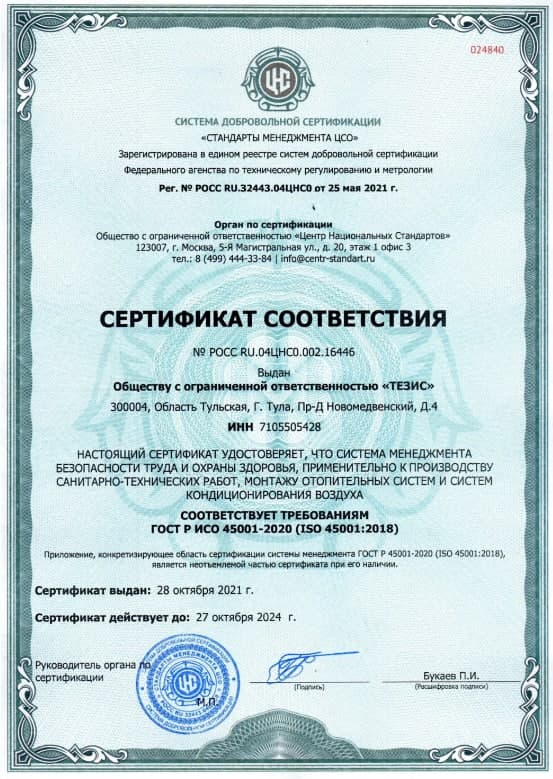 024840
ЦНС
СИСТЕМА ДОБРОВОЛЬНОЙ СЕРТИФИКАЦИИ
«СТАНДАРТЫ МЕНЕДЖМЕНТА ЦСО»
Зарегистрирована в едином реестре систем добровольной сертификации
Федерального агенства по техническому регулированию и метрологии
Рег. № РОСС RU.32443.04ЦНС0 от 25 мая 2021 г.
Орган по сертификации
Общество с ограниченной ответственностью «Центр Национальных Стандартов»
123007, г. Москва, 5-Я Магистральная ул., д. 20, этаж 1 офис 3
тел.: 8 (499) 444-33-84 | info@centr-standart.ru
СЕРТИФИКАТ СООТВЕТСТВИЯ
№ РОСС RU.04ЦНС0.002.16446
Выдан
Обществу с ограниченной ответственностью «ТЕЗИС»
300004, Область Тульская, Г. Тула, Пр-Д Новомедвенский, Д.4
ИНН 7105505428
НАСТОЯЩИЙ СЕРТИФИКАТ УДОСТОВЕРЯЕТ, ЧТО СИСТЕМА МЕНЕДЖМЕНТА
БЕЗОПАСНОСТИ ТРУДА И ОХРАНЫ ЗДОРОВЬЯ, ПРИМЕНИТЕЛЬНО К ПРОИЗВОДСТВУ
САНИТАРНО-ТЕХНИЧЕСКИХ РАБОТ, МОНТАЖУ ОТОПИТЕЛЬНЫХ СИСТЕМ И СИСТЕМ
КОНДИЦИОНИРОВАНИЯ ВОЗДУХА
СООТВЕТСТВУЕТ ТРЕБОВАНИЯМ
ГОСТ Р ИСО 45001-2020 (ISO 45001:2018)
Приложение, конкретизирующее область сертификации системы менеджмента ГОСТ Р 45001-2020 (ISO 45001:2018),
является неотъемлемой частью сертификата при его наличии.
Сертификат выдан: 28 октября 2021 г.
Сертификат действует до: 27 октября 2024 г.
Руководитель органа по
сертификации
М.П.
(Подпись)
Букаев П.И.
(Расшифровка подписи)